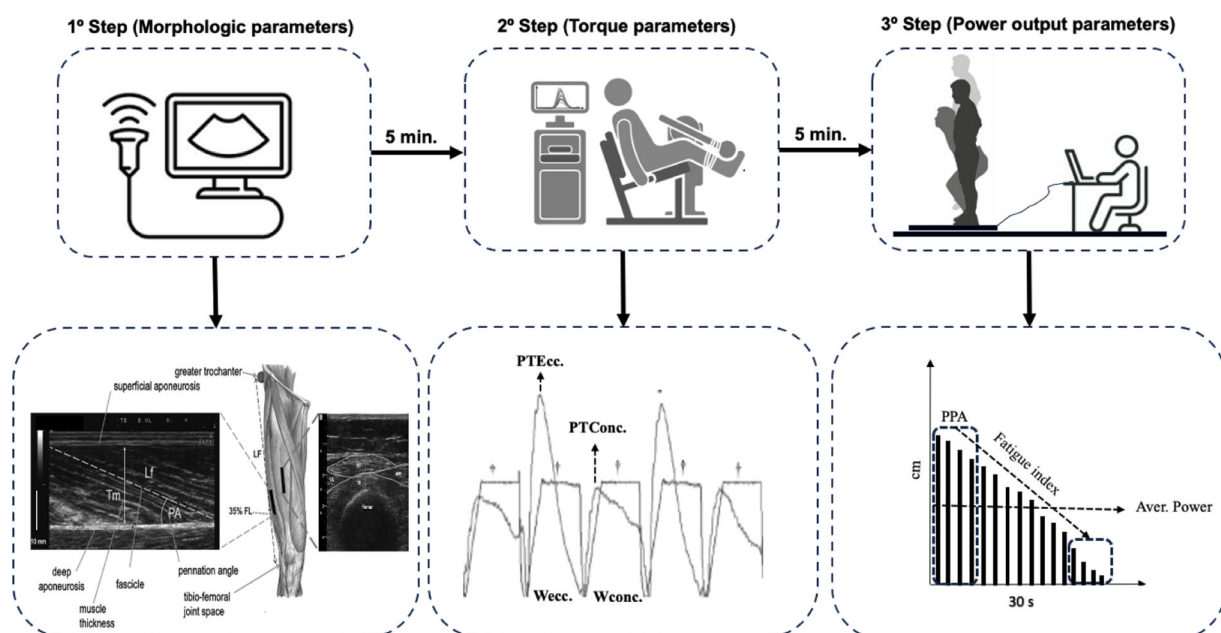 1º Step (Morphologic parameters)
2º Step (Torque parameters)
3º Step (Power output parameters)
5 min.
5 min.
greater trochanter
superficial aponeurosis
LF
Lf
Tm
PA
35% FL
10 mm
deep
aponeurosis
fascicle
pennation angle
muscle
thickness
tibio-femoral
joint space
Femur
PTEcc.
PTConc.
Wecc.
Wconc.
PPA
Fatigue index
cm
Aver. Power
30 s